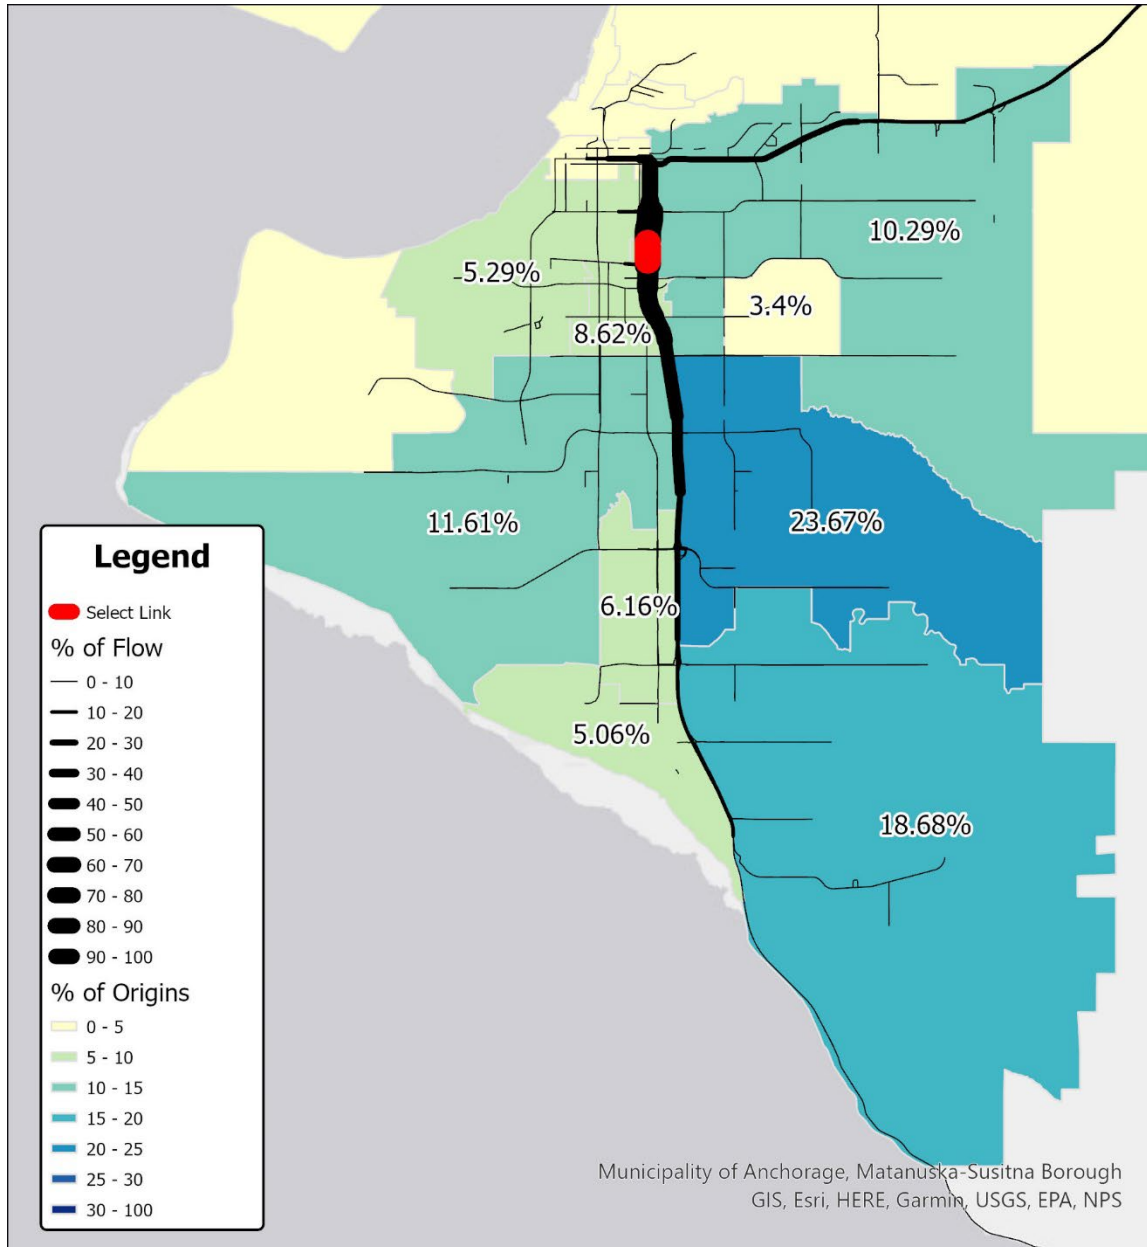 10.29%
5.29%
3.4%
8.62%
11.61%
23.67%
6.16%
5.06%
18.68%
Legend
Select Link
% of Flow
0 - 10
10 - 20
20 - 30
30 - 40
40 - 50
50 - 60
60 - 70
70 - 80
80 - 90
90 - 100
% of Origins
0 - 5
5 - 10
10 - 15
15 - 20
20 - 25
25 - 30
30 - 100
Municipality of Anchorage, Matanuska-Susitna Borough
GIS, Esri, HERE, Garmin, USGS, EPA, NPS